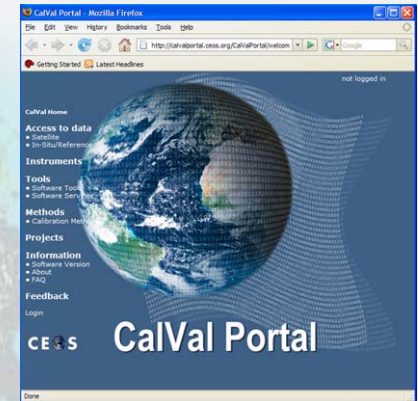 CalVal Portal - Mozilla Firefox
File Edit View History Bookmarks Tools Help
http://calvalportal.ceos.org/CalValPortal/welcom
Google
Getting Started Latest Headlines
not logged in
CalVal Home
Access to data
• Satellite
• In-Situ/Reference
Instruments
Tools
• Software Tools
• Software Services
Methods
• Calibration
Projects
Information
• Software Version
• About
• FAQ
Feedback
Login
CEOS
CalVal Portal
Done